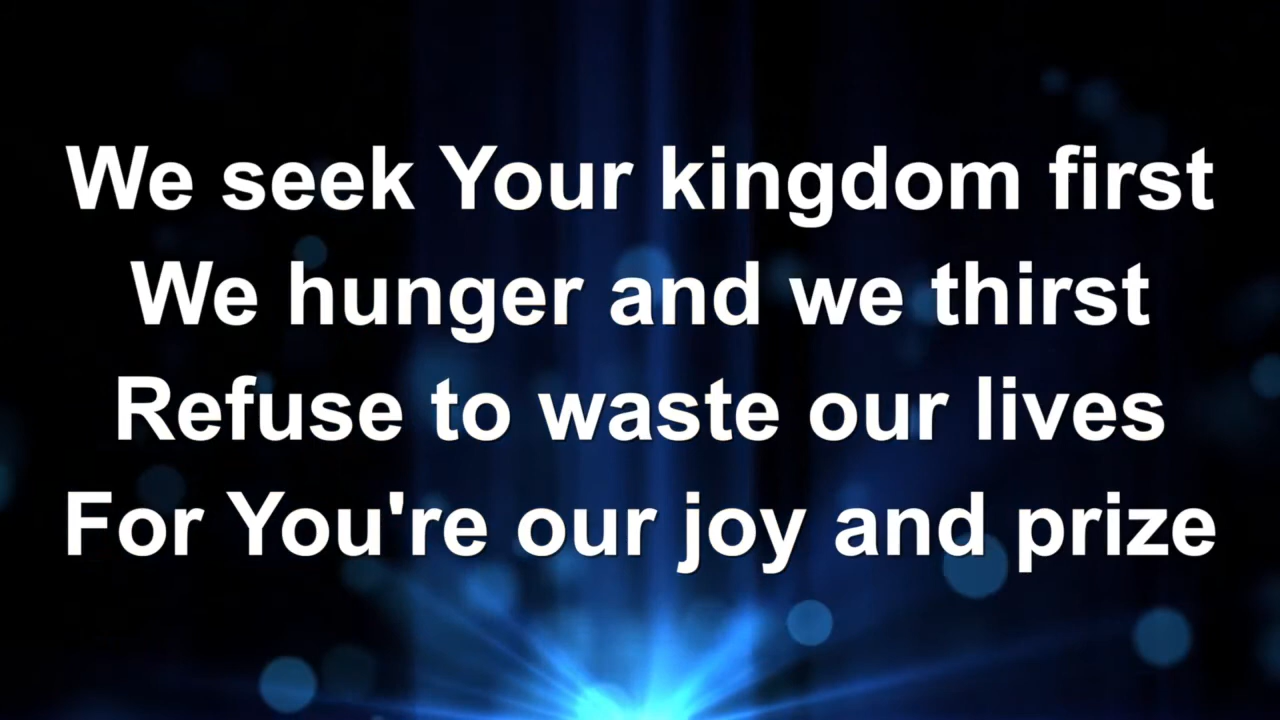 We seek Your kingdom first
We hunger and we thirst
Refuse to waste our lives
For You're our joy and prize